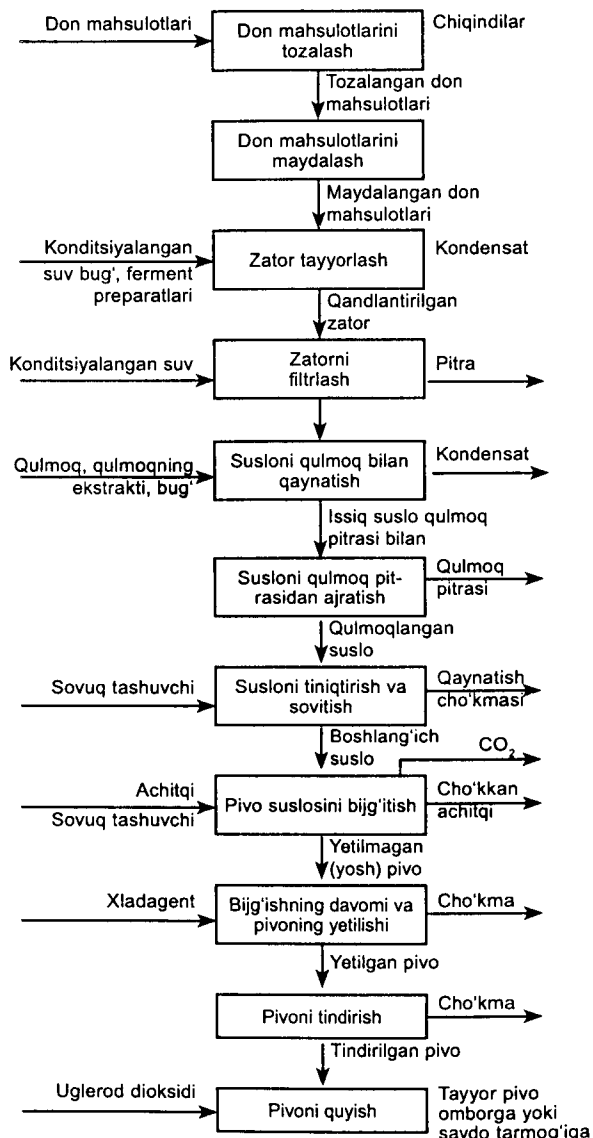 Don mahsulotlari
Don mahsulotlarini
tozalash
Chiqindilar
Tozalangan don
mahsulotlari
Don mahsulotlarini
maydalash
Maydalangan don
mahsulotlari
Konditsiyalangan
suv bug‘, ferment
preparatlari
Zator tayyorlash
Kondensat
Qandlantirilgan
zator
Konditsiyalangan suv
Zatorni
filtrlash
Pitra
Qulmoq, qulmoqning
ekstrakti, bug‘
Susloni qulmoq bilan
qaynatish
Kondensat
Issiq suslo qulmoq
pitrasi bilan
Susloni qulmoq pit-
rasidan ajratish
Qulmoq
pitrasi
Qulmoqlangan
suslo
Sovuq tashuvchi
Susloni tiniqtirish va
sovitish
Qaynatish
cho‘kmasi
Boshlang‘ich
suslo
CO₂
Achitqi
Sovuq tashuvchi
Pivo suslosini bijg‘itish
Cho‘kkan
achitqi
Yetilmagan
(yosh) pivo
Xladagent
Bijg‘ishning davomi va
pivoning yetilishi
Cho‘kma
Yetilgan pivo
Pivoni tindirish
Cho‘kma
Tindirilgan pivo
Uglerod dioksidi
Pivoni quyish
Tayyor pivo
omborga yoki
savdo tarmog‘iga